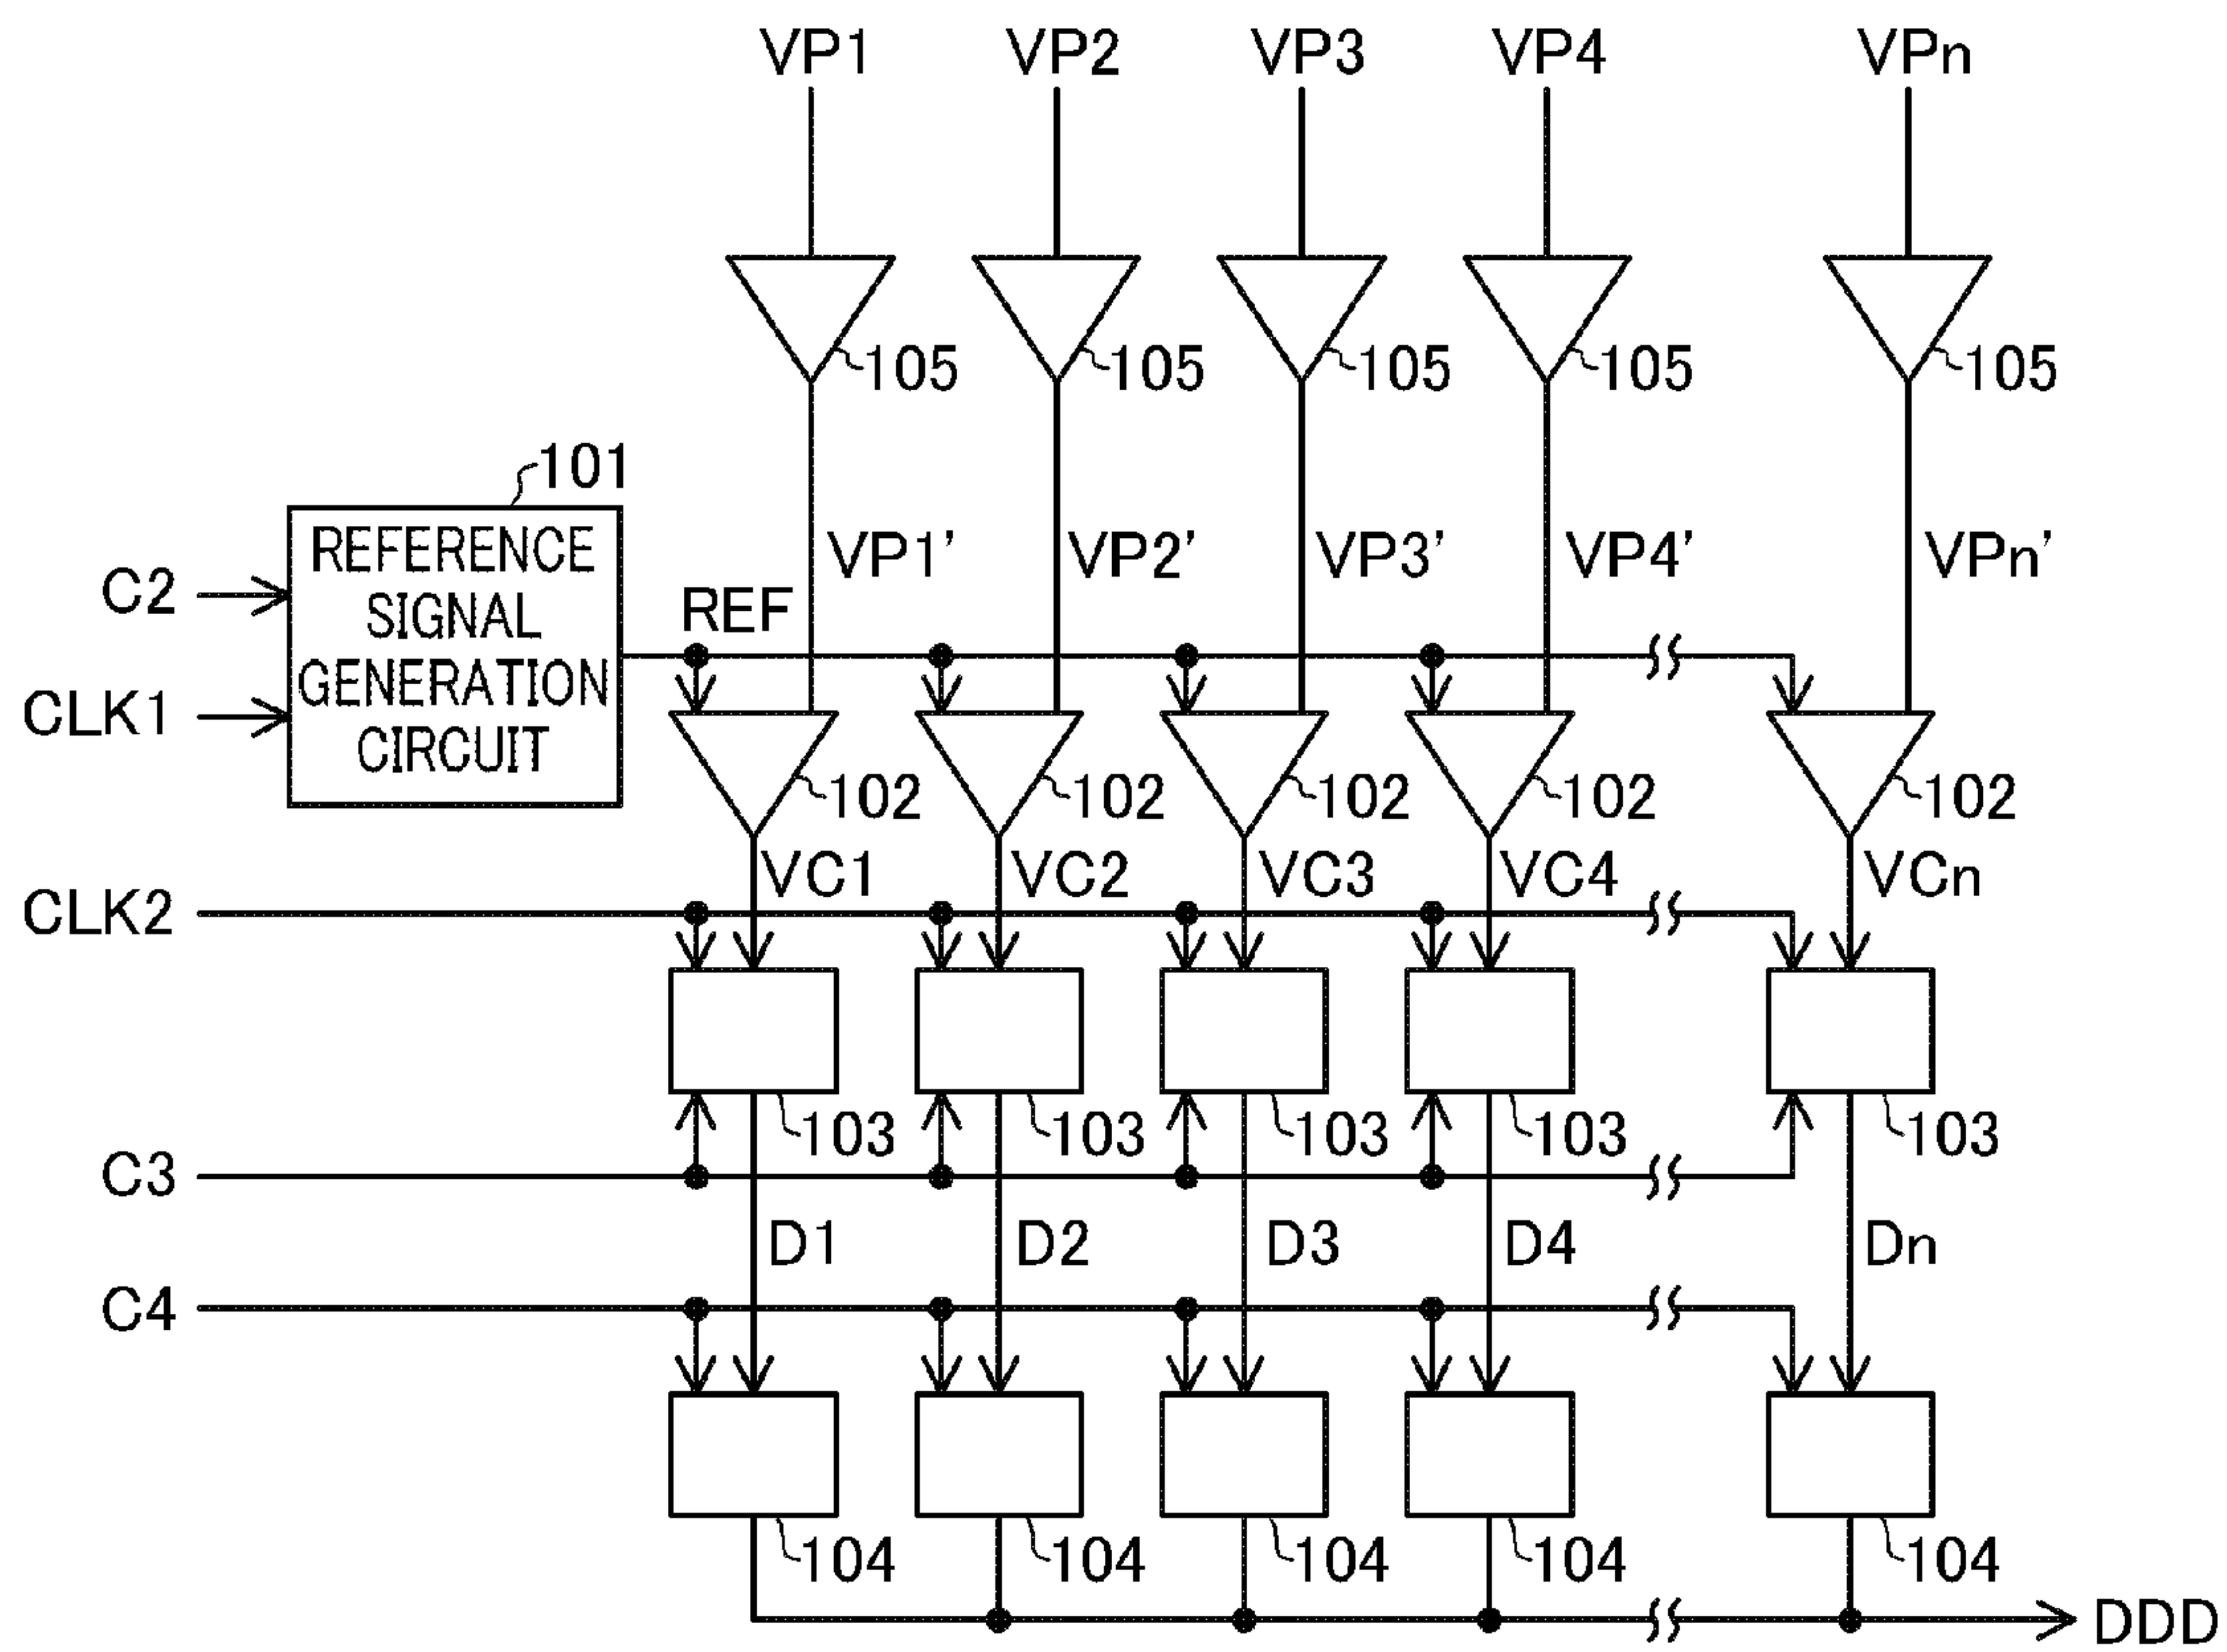 VP1 VP2 VP3 VP4 VPn
105 105 105 105 105
101
REFERENCE
SIGNAL
GENERATION
CIRCUIT
C2
CLK1
VP1' VP2' VP3' VP4' VPn'
REF
102 102 102 102 102
VC1 VC2 VC3 VC4 VCn
CLK2
103 103 103 103 103
C3
D1 D2 D3 D4 Dn
C4
104 104 104 104 104
DDD